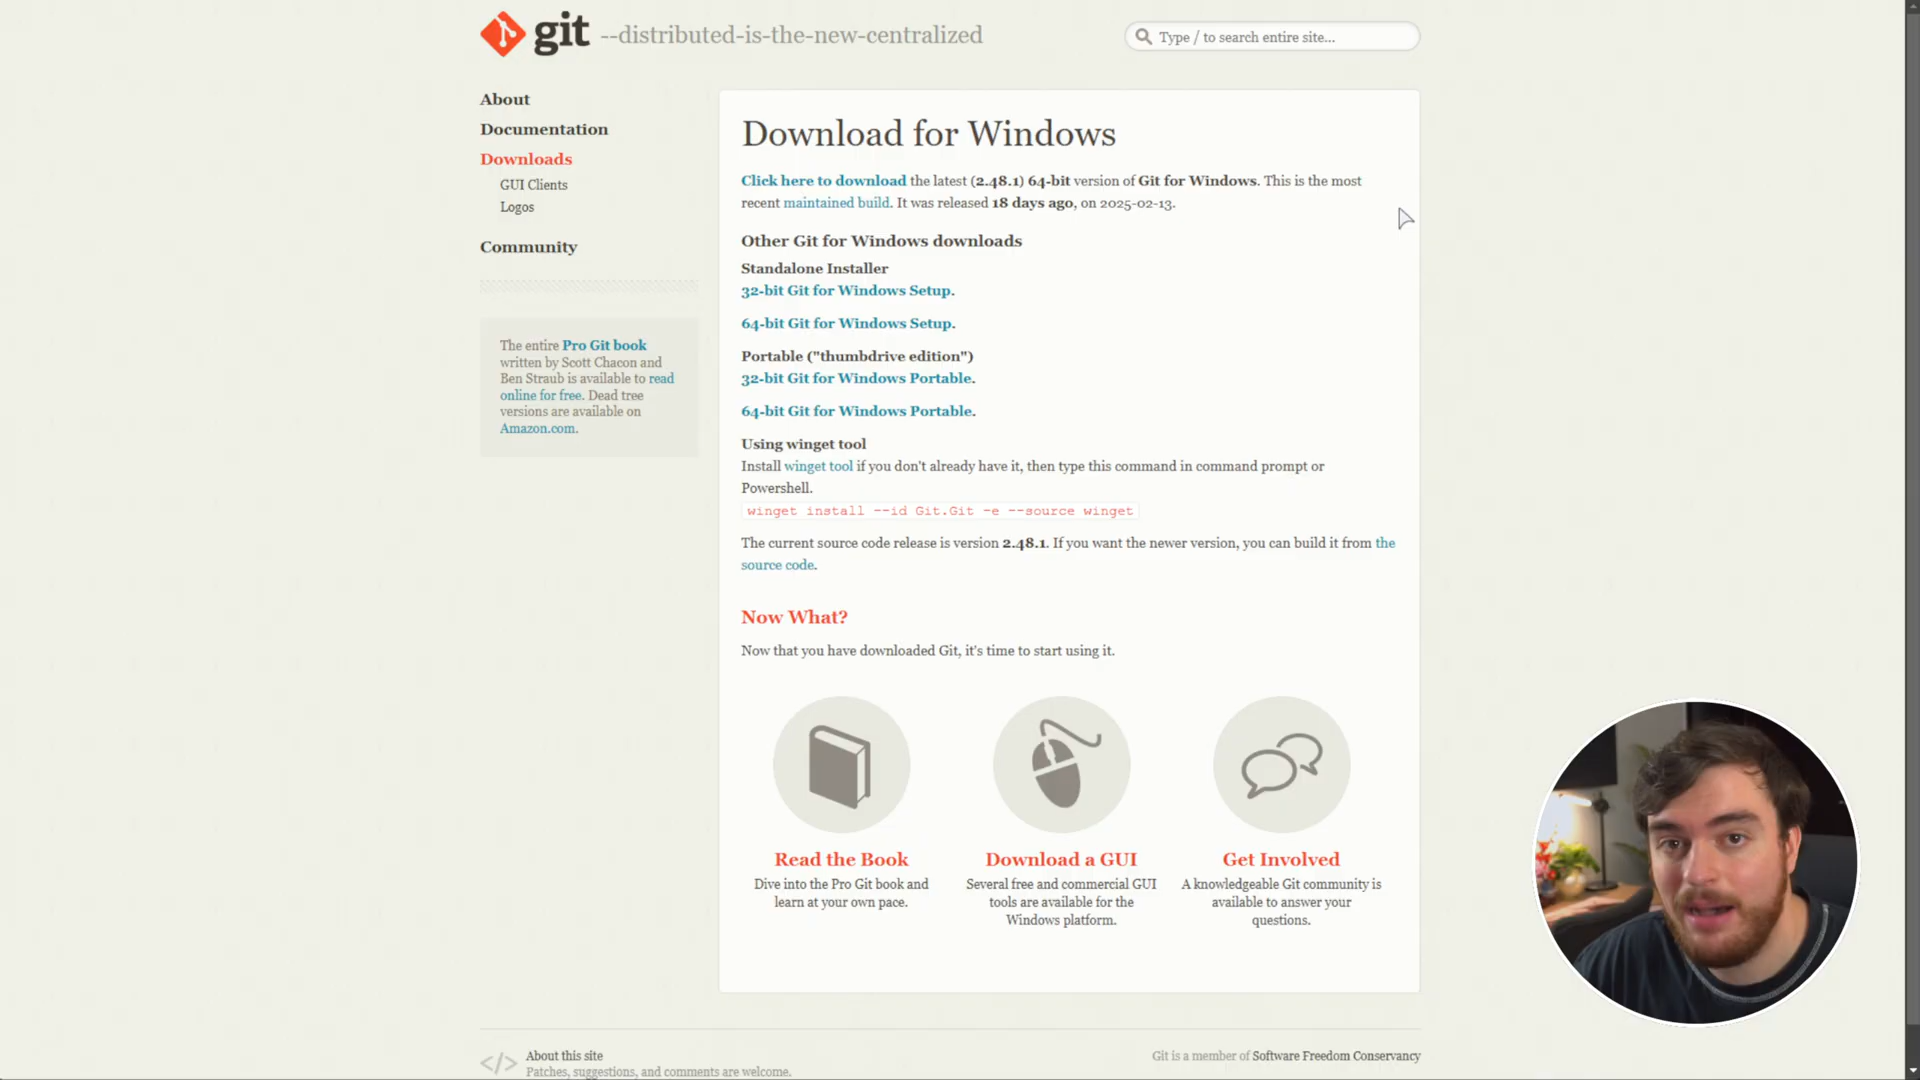 git --distributed-is-the-new-centralized
Type / to search entire site...
About
Documentation
Downloads
GUI Clients
Logos
Community
The entire Pro Git book
written by Scott Chacon and
Ben Straub is available to read
online for free. Dead tree
versions are available on
Amazon.com.
Download for Windows
Click here to download the latest (2.48.1) 64-bit version of Git for Windows. This is the most
recent maintained build. It was released 18 days ago, on 2025-02-13.
Other Git for Windows downloads
Standalone Installer
32-bit Git for Windows Setup.
64-bit Git for Windows Setup.
Portable ("thumbdrive edition")
32-bit Git for Windows Portable.
64-bit Git for Windows Portable.
Using winget tool
Install winget tool if you don't already have it, then type this command in command prompt or
Powershell.
winget install --id Git.Git -e --source winget
The current source code release is version 2.48.1. If you want the newer version, you can build it from the
source code.
Now What?
Now that you have downloaded Git, it's time to start using it.
Read the Book
Dive into the Pro Git book and
learn at your own pace.
Download a GUI
Several free and commercial GUI
tools are available for the
Windows platform.
Get Involved
A knowledgeable Git community is
available to answer your
questions.
</> About this site
Patches, suggestions, and comments are welcome.
Git is a member of Software Freedom Conservancy